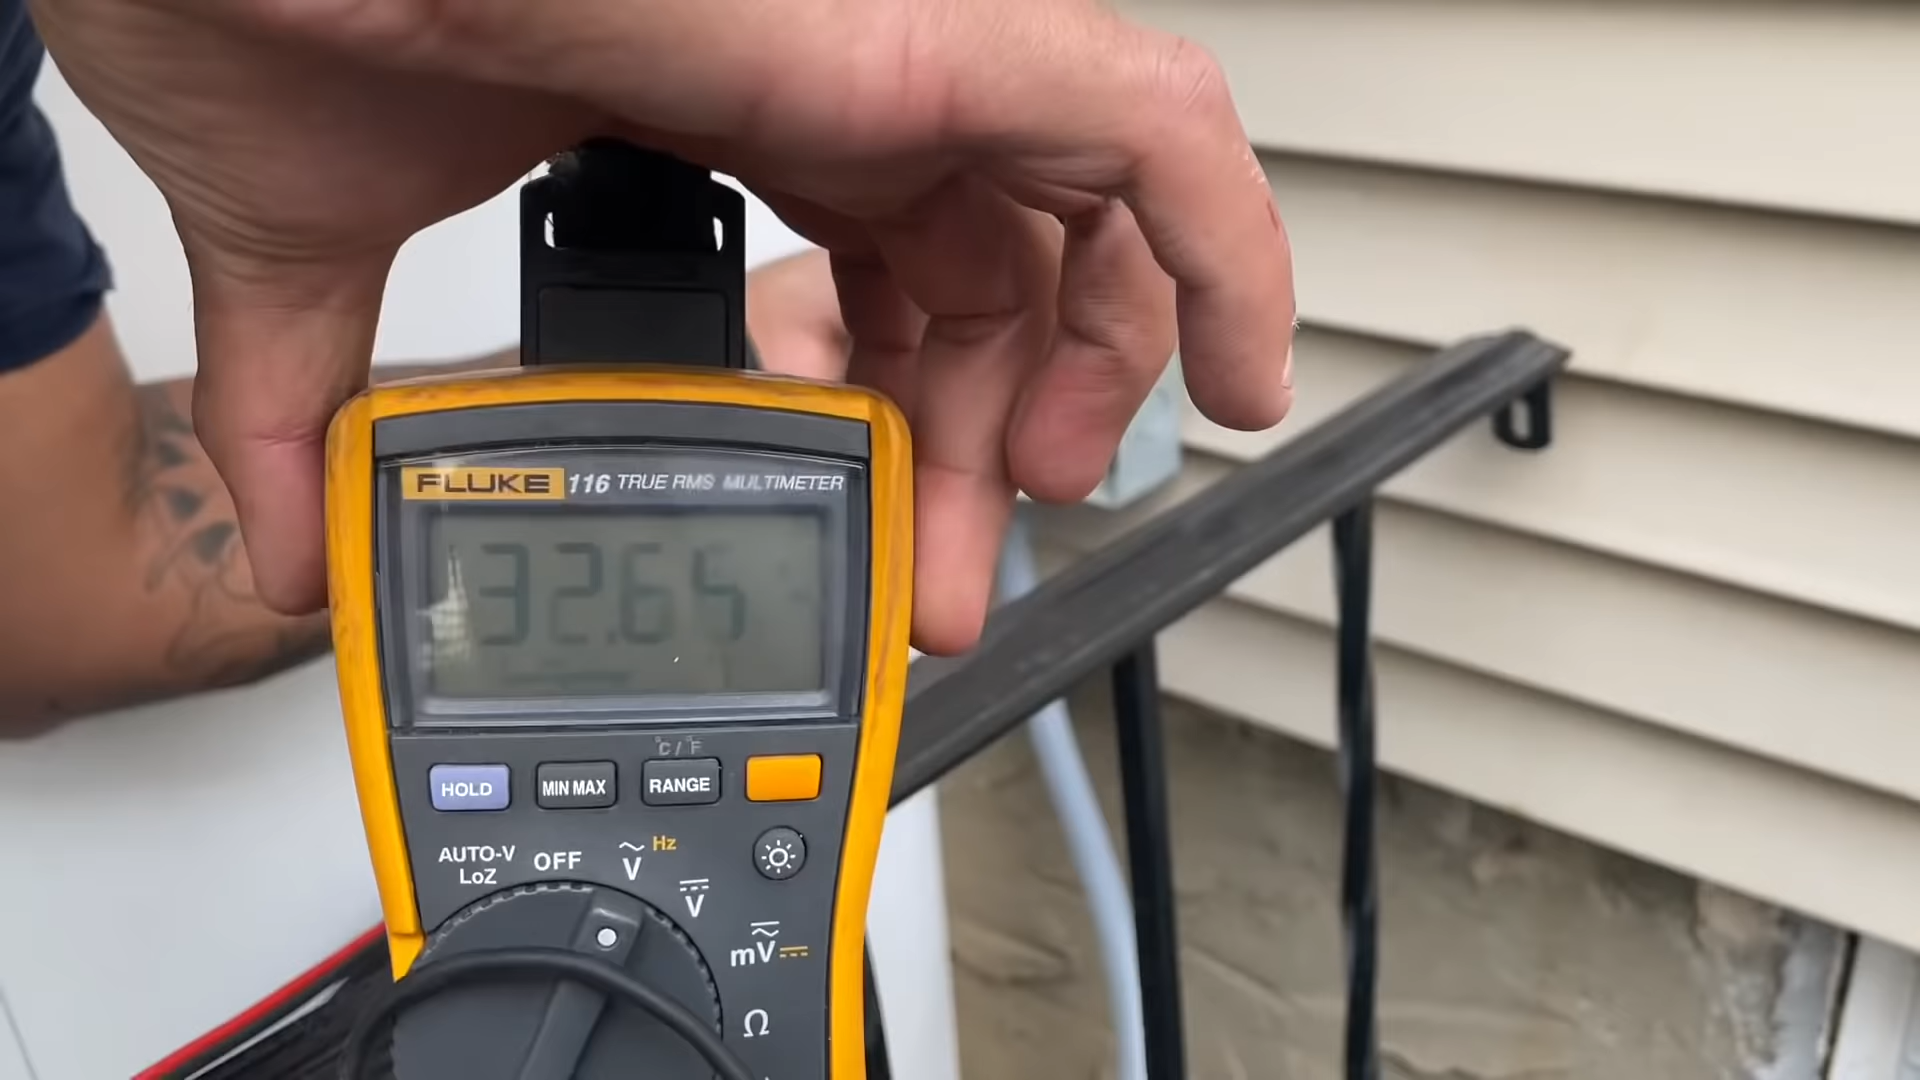 FLUKE 116 TRUE RMS MULTIMETER
32.65
°C / °F
HOLD MIN MAX RANGE
AUTO-V
LoZ
OFF
V Hz
V
mV
Ω